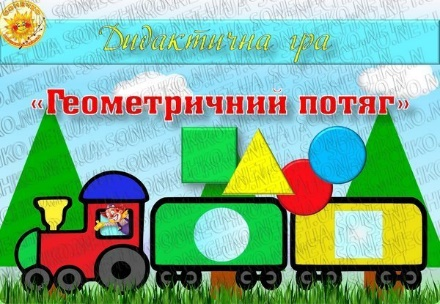 Дидактична гра
«Геометричний потяг»